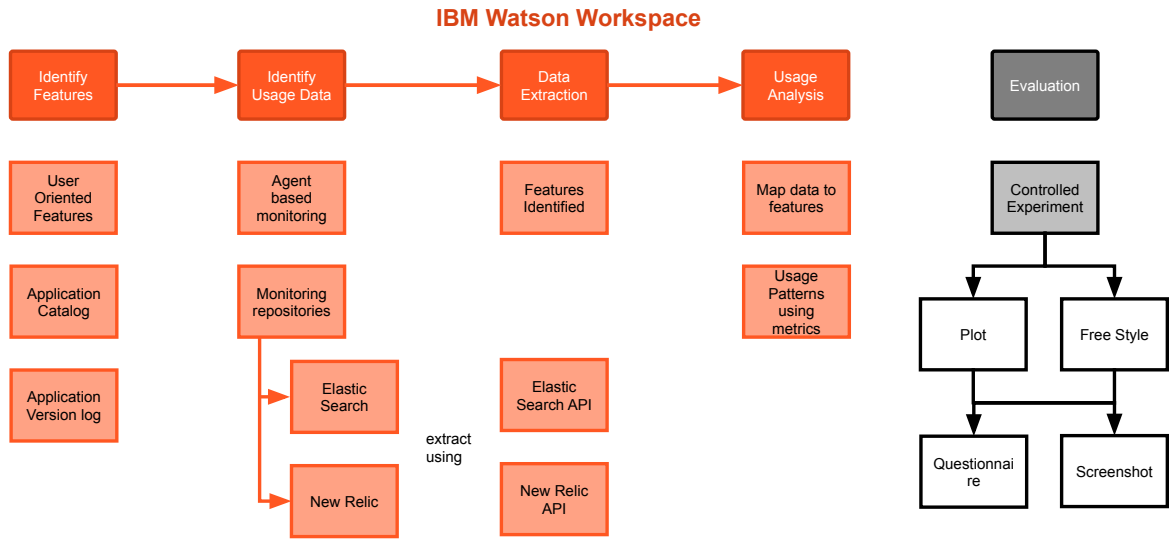 IBM Watson Workspace
Identify
Features
Identify
Usage Data
Data
Extraction
Usage
Analysis
Evaluation
User
Oriented
Features
Agent
based
monitoring
Features
Identified
Map data to
features
Controlled
Experiment
Application
Catalog
Monitoring
repositories
Usage
Patterns
using
metrics
Plot
Free Style
Application
Version log
Elastic
Search
Elastic
Search API
extract
using
New Relic
New Relic
API
Questionnai
re
Screenshot